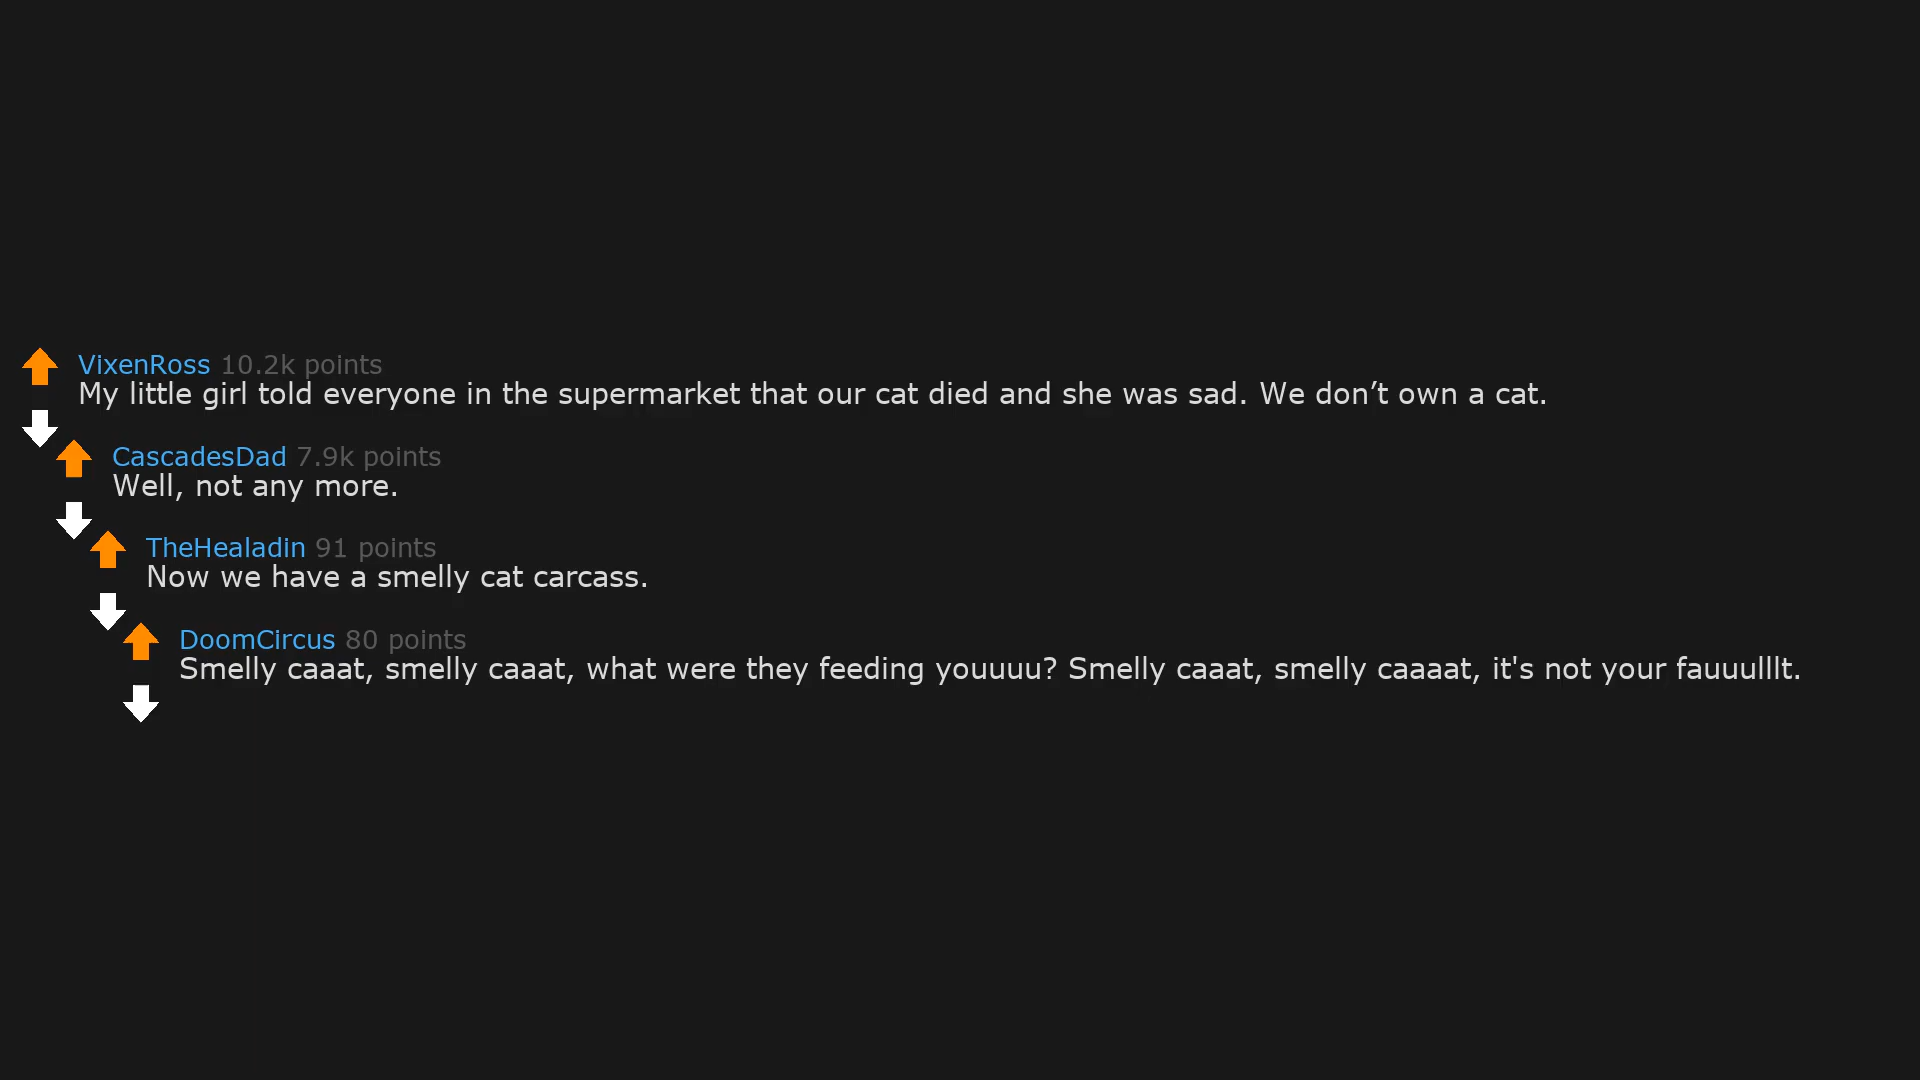 VixenRoss 10.2k points
My little girl told everyone in the supermarket that our cat died and she was sad. We don’t own a cat.
CascadesDad 7.9k points
Well, not any more.
TheHealadin 91 points
Now we have a smelly cat carcass.
DoomCircus 80 points
Smelly caaat, smelly caaat, what were they feeding youuuu? Smelly caaat, smelly caaaat, it's not your fauuulllt.